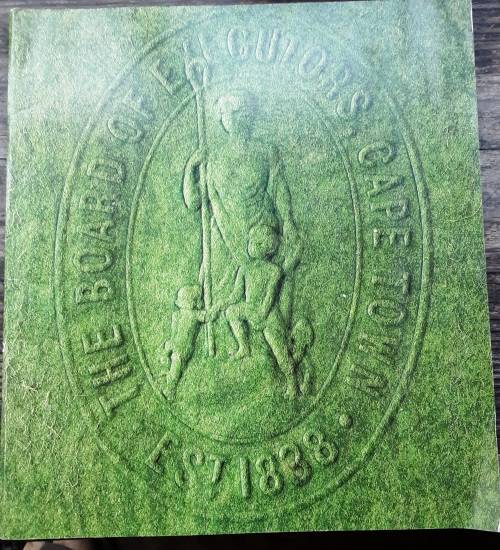 THE BOARD OF EXECUTORS, CAPE TOWN •
EST 1838 •